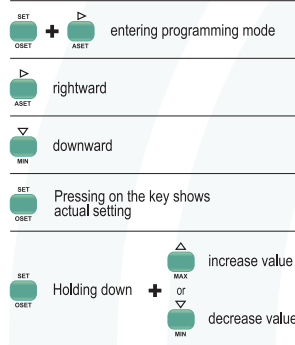 SET
OSET
+
ASET
entering programming mode
ASET
rightward
MIN
downward
SET
OSET
Pressing on the key shows
actual setting
SET
OSET
Holding down
+
MAX
increase value
or
MIN
decrease value